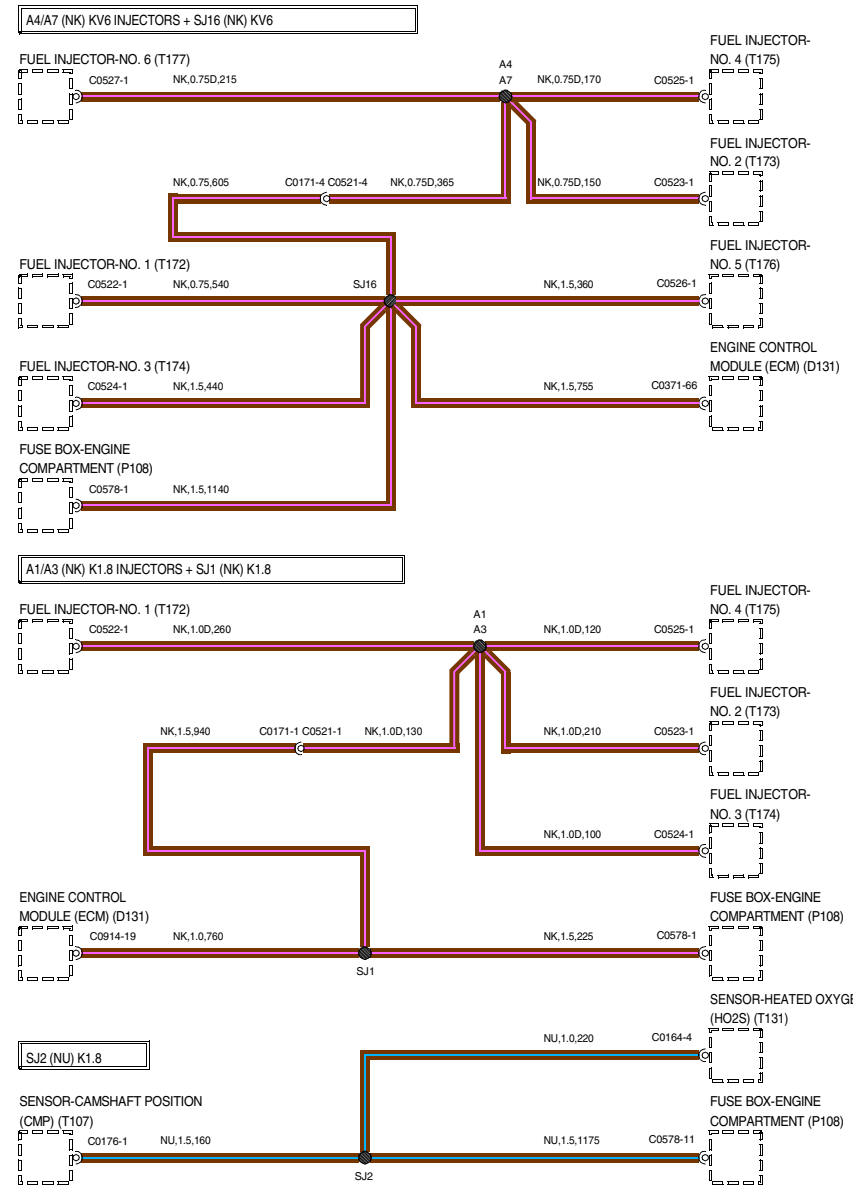 A4/A7 (NK) KV6 INJECTORS + SJ16 (NK) KV6
FUEL INJECTOR-NO. 6 (T177)
C0527-1
NK,0.75D,215
A4
A7
NK,0.75D,170
C0525-1
FUEL INJECTOR-
NO. 4 (T175)
FUEL INJECTOR-
NO. 2 (T173)
NK,0.75,605
C0171-4 C0521-4
NK,0.75D,365
NK,0.75D,150
C0523-1
FUEL INJECTOR-NO. 1 (T172)
C0522-1
NK,0.75,540
SJ16
NK,1.5,360
C0526-1
FUEL INJECTOR-
NO. 5 (T176)
FUEL INJECTOR-NO. 3 (T174)
C0524-1
NK,1.5,440
NK,1.5,755
C0371-66
ENGINE CONTROL
MODULE (ECM) (D131)
FUSE BOX-ENGINE
COMPARTMENT (P108)
C0578-1
NK,1.5,1140
A1/A3 (NK) K1.8 INJECTORS + SJ1 (NK) K1.8
FUEL INJECTOR-NO. 1 (T172)
C0522-1
NK,1.0D,260
A1
A3
NK,1.0D,120
C0525-1
FUEL INJECTOR-
NO. 4 (T175)
FUEL INJECTOR-
NO. 2 (T173)
NK,1.5,940
C0171-1 C0521-1
NK,1.0D,130
NK,1.0D,210
C0523-1
FUEL INJECTOR-
NO. 3 (T174)
NK,1.0D,100
C0524-1
ENGINE CONTROL
MODULE (ECM) (D131)
C0914-19
NK,1.0,760
SJ1
NK,1.5,225
C0578-1
FUSE BOX-ENGINE
COMPARTMENT (P108)
SJ2 (NU) K1.8
NU,1.0,220
C0164-4
SENSOR-HEATED OXYGE
(HO2S) (T131)
SENSOR-CAMSHAFT POSITION
(CMP) (T107)
C0176-1
NU,1.5,160
SJ2
NU,1.5,1175
C0578-11
FUSE BOX-ENGINE
COMPARTMENT (P108)